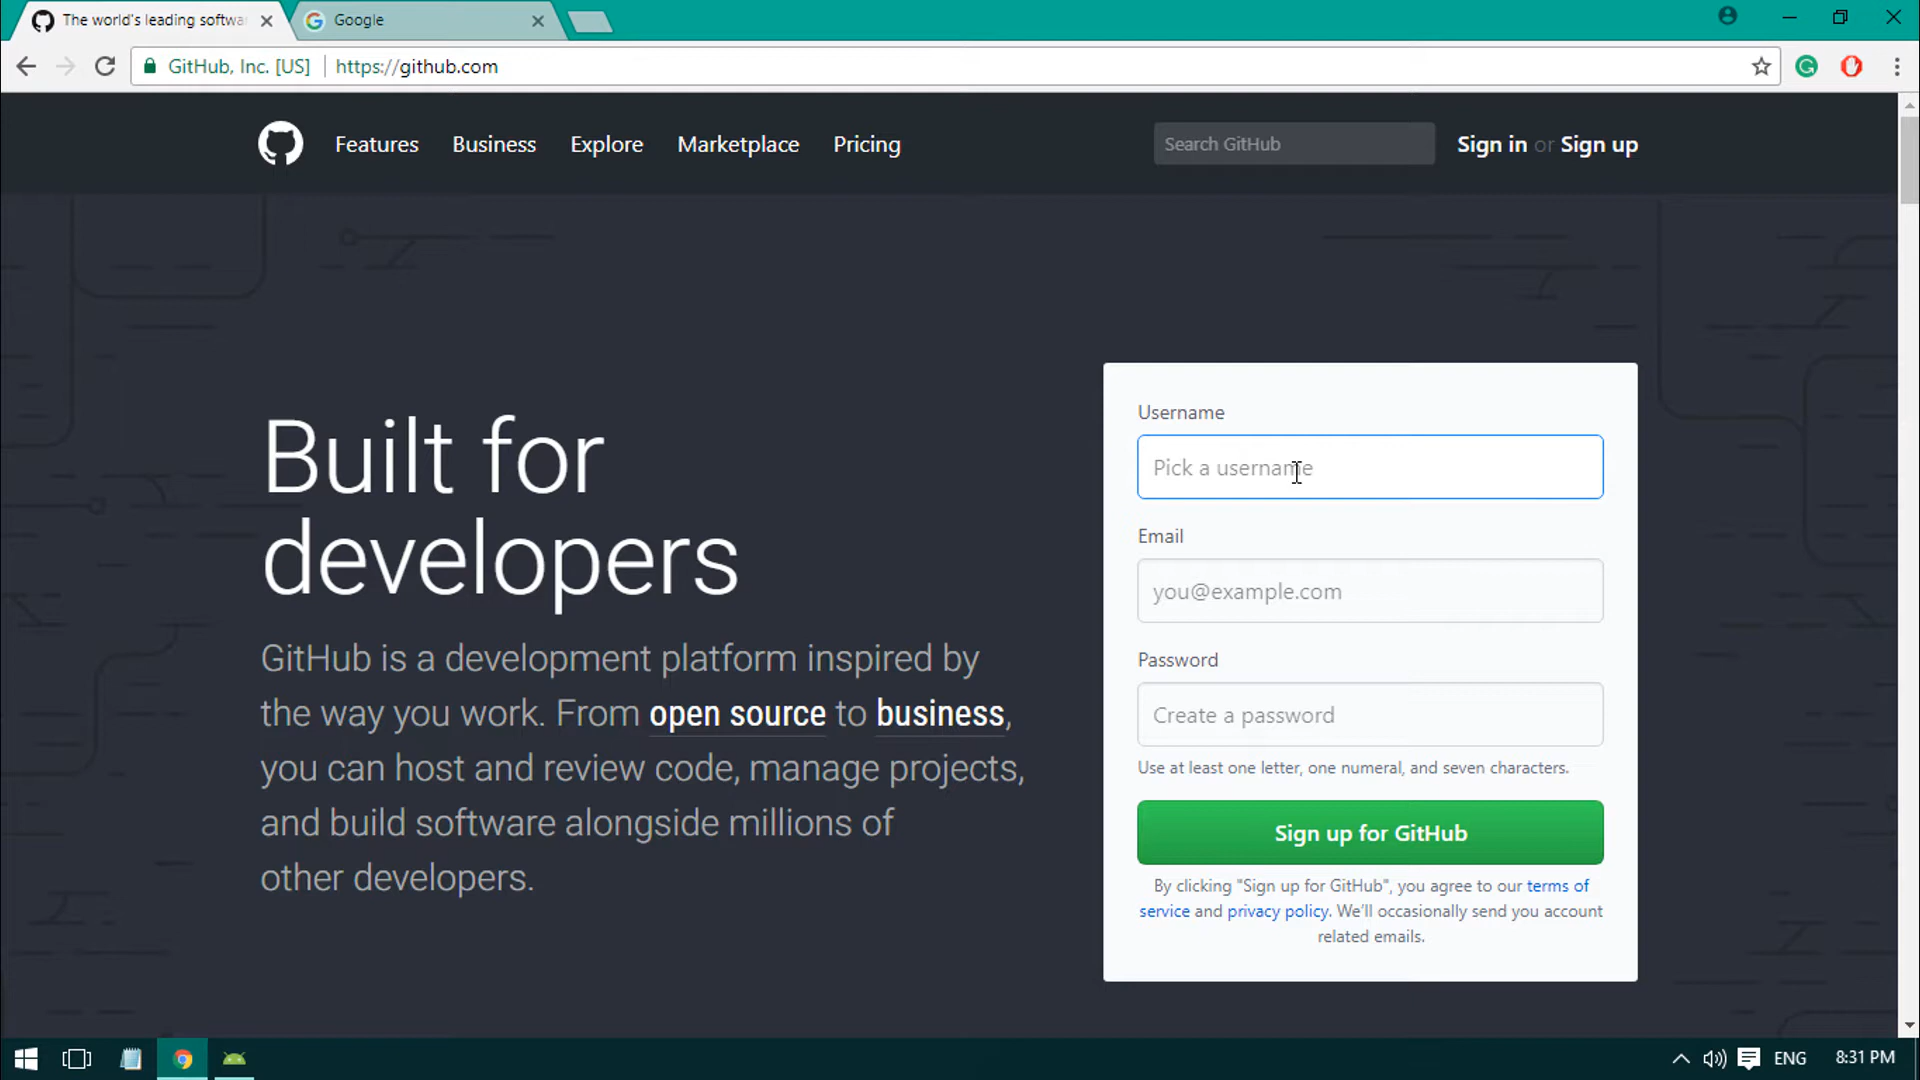 The world's leading softwa
Google
GitHub, Inc. [US] https://github.com
Features Business Explore Marketplace Pricing Search GitHub Sign in or Sign up
Built for
developers
GitHub is a development platform inspired by
the way you work. From open source to business,
you can host and review code, manage projects,
and build software alongside millions of
other developers.
Username
Pick a username
Email
you@example.com
Password
Create a password
Use at least one letter, one numeral, and seven characters.
Sign up for GitHub
By clicking "Sign up for GitHub", you agree to our terms of
service and privacy policy. We'll occasionally send you account
related emails.
ENG 8:31 PM